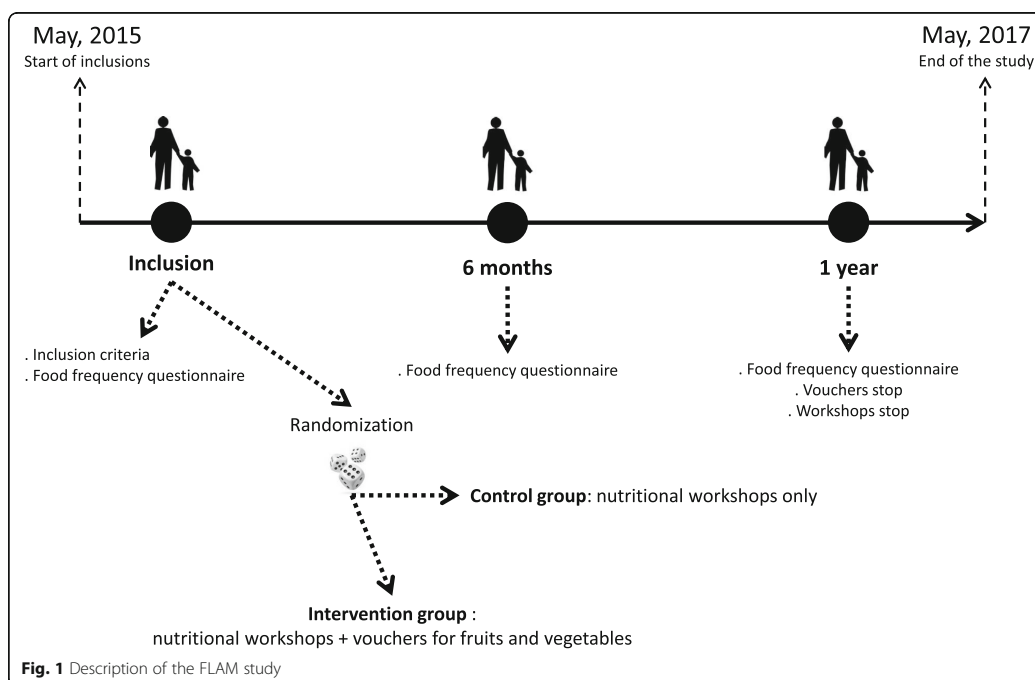 May, 2015
Start of inclusions
May, 2017
End of the study
Inclusion
6 months
1 year
. Inclusion criteria
. Food frequency questionnaire
. Food frequency questionnaire
. Food frequency questionnaire
. Vouchers stop
. Workshops stop
Randomization
Control group: nutritional workshops only
Intervention group :
nutritional workshops + vouchers for fruits and vegetables
Fig. 1 Description of the FLAM study